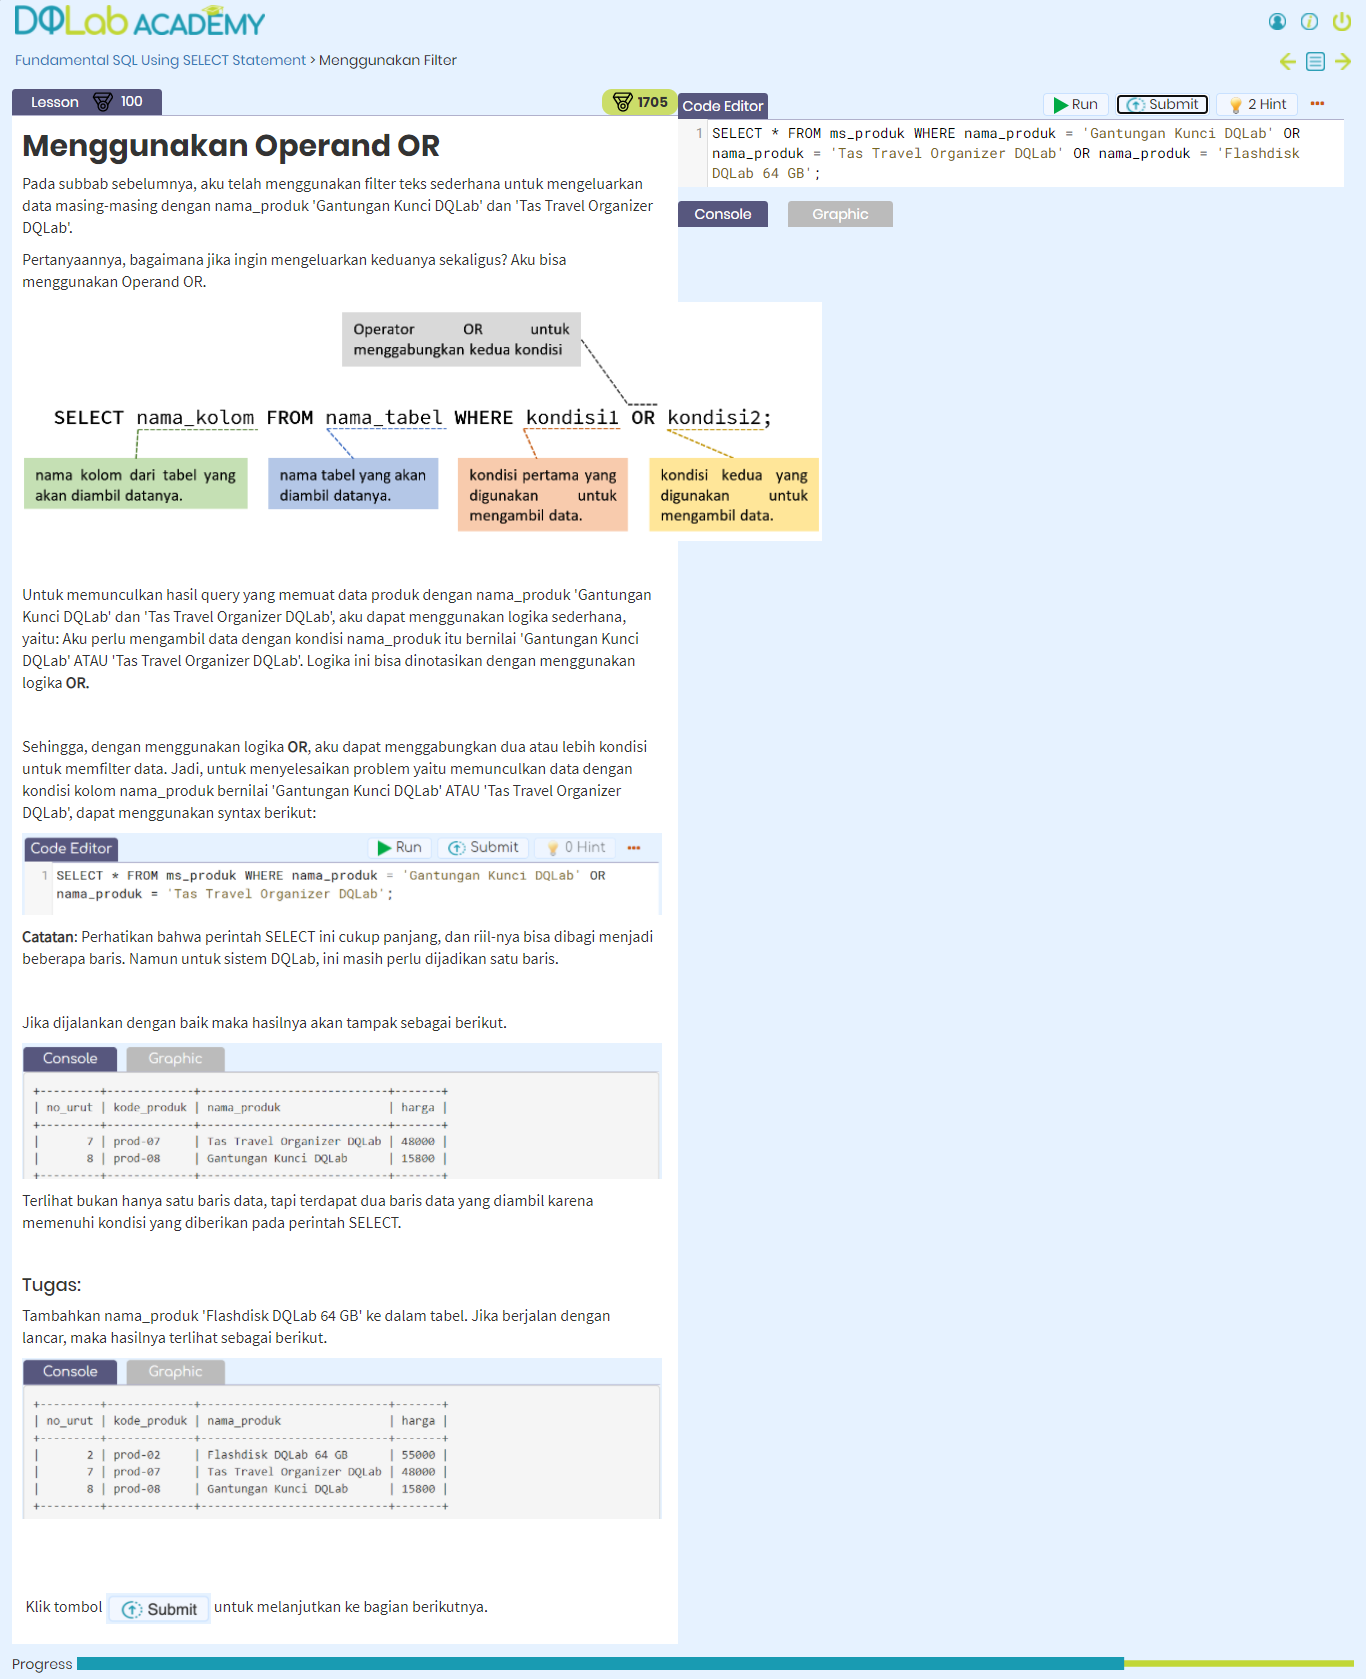 DQLab ACADEMY
Fundamental SQL Using SELECT Statement > Menggunakan Filter
Lesson 100
1705
Menggunakan Operand OR
Pada subbab sebelumnya, aku telah menggunakan filter teks sederhana untuk mengeluarkan
data masing-masing dengan nama_produk 'Gantungan Kunci DQLab' dan 'Tas Travel Organizer
DQLab'.
Pertanyaannya, bagaimana jika ingin mengeluarkan keduanya sekaligus? Aku bisa
menggunakan Operand OR.
Operator OR untuk
menggabungkan kedua kondisi
SELECT nama_kolom FROM nama_tabel WHERE kondisi1 OR kondisi2;
nama kolom dari tabel yang
akan diambil datanya.
nama tabel yang akan
diambil datanya.
kondisi pertama yang
digunakan untuk
mengambil data.
kondisi kedua yang
digunakan untuk
mengambil data.
Untuk memunculkan hasil query yang memuat data produk dengan nama_produk 'Gantungan
Kunci DQLab' dan 'Tas Travel Organizer DQLab', aku dapat menggunakan logika sederhana,
yaitu: Aku perlu mengambil data dengan kondisi nama_produk itu bernilai 'Gantungan Kunci
DQLab' ATAU 'Tas Travel Organizer DQLab'. Logika ini bisa dinotasikan dengan menggunakan
logika OR.
Sehingga, dengan menggunakan logika OR, aku dapat menggabungkan dua atau lebih kondisi
untuk memfilter data. Jadi, untuk menyelesaikan problem yaitu memunculkan data dengan
kondisi kolom nama_produk bernilai 'Gantungan Kunci DQLab' ATAU 'Tas Travel Organizer
DQLab', dapat menggunakan syntax berikut:
Code Editor Run Submit 0 Hint
1 SELECT * FROM ms_produk WHERE nama_produk = 'Gantungan Kunci DQLab' OR
nama_produk = 'Tas Travel Organizer DQLab';
Catatan: Perhatikan bahwa perintah SELECT ini cukup panjang, dan riil-nya bisa dibagi menjadi
beberapa baris. Namun untuk sistem DQLab, ini masih perlu dijadikan satu baris.
Jika dijalankan dengan baik maka hasilnya akan tampak sebagai berikut.
Console Graphic
+---------+-------------+----------------------------+-------+
| no_urut | kode_produk | nama_produk | harga |
+---------+-------------+----------------------------+-------+
| 7 | prod-07 | Tas Travel Organizer DQLab | 48000 |
| 8 | prod-08 | Gantungan Kunci DQLab | 15800 |
+---------+-------------+----------------------------+-------+
Terlihat bukan hanya satu baris data, tapi terdapat dua baris data yang diambil karena
memenuhi kondisi yang diberikan pada perintah SELECT.
Tugas:
Tambahkan nama_produk 'Flashdisk DQLab 64 GB' ke dalam tabel. Jika berjalan dengan
lancar, maka hasilnya terlihat sebagai berikut.
Console Graphic
+---------+-------------+----------------------------+-------+
| no_urut | kode_produk | nama_produk | harga |
+---------+-------------+----------------------------+-------+
| 2 | prod-02 | Flashdisk DQLab 64 GB | 55000 |
| 7 | prod-07 | Tas Travel Organizer DQLab | 48000 |
| 8 | prod-08 | Gantungan Kunci DQLab | 15800 |
+---------+-------------+----------------------------+-------+
Klik tombol Submit untuk melanjutkan ke bagian berikutnya.
Code Editor Run Submit 2 Hint
1 SELECT * FROM ms_produk WHERE nama_produk = 'Gantungan Kunci DQLab' OR
nama_produk = 'Tas Travel Organizer DQLab' OR nama_produk = 'Flashdisk
DQLab 64 GB';
Console Graphic
Progress